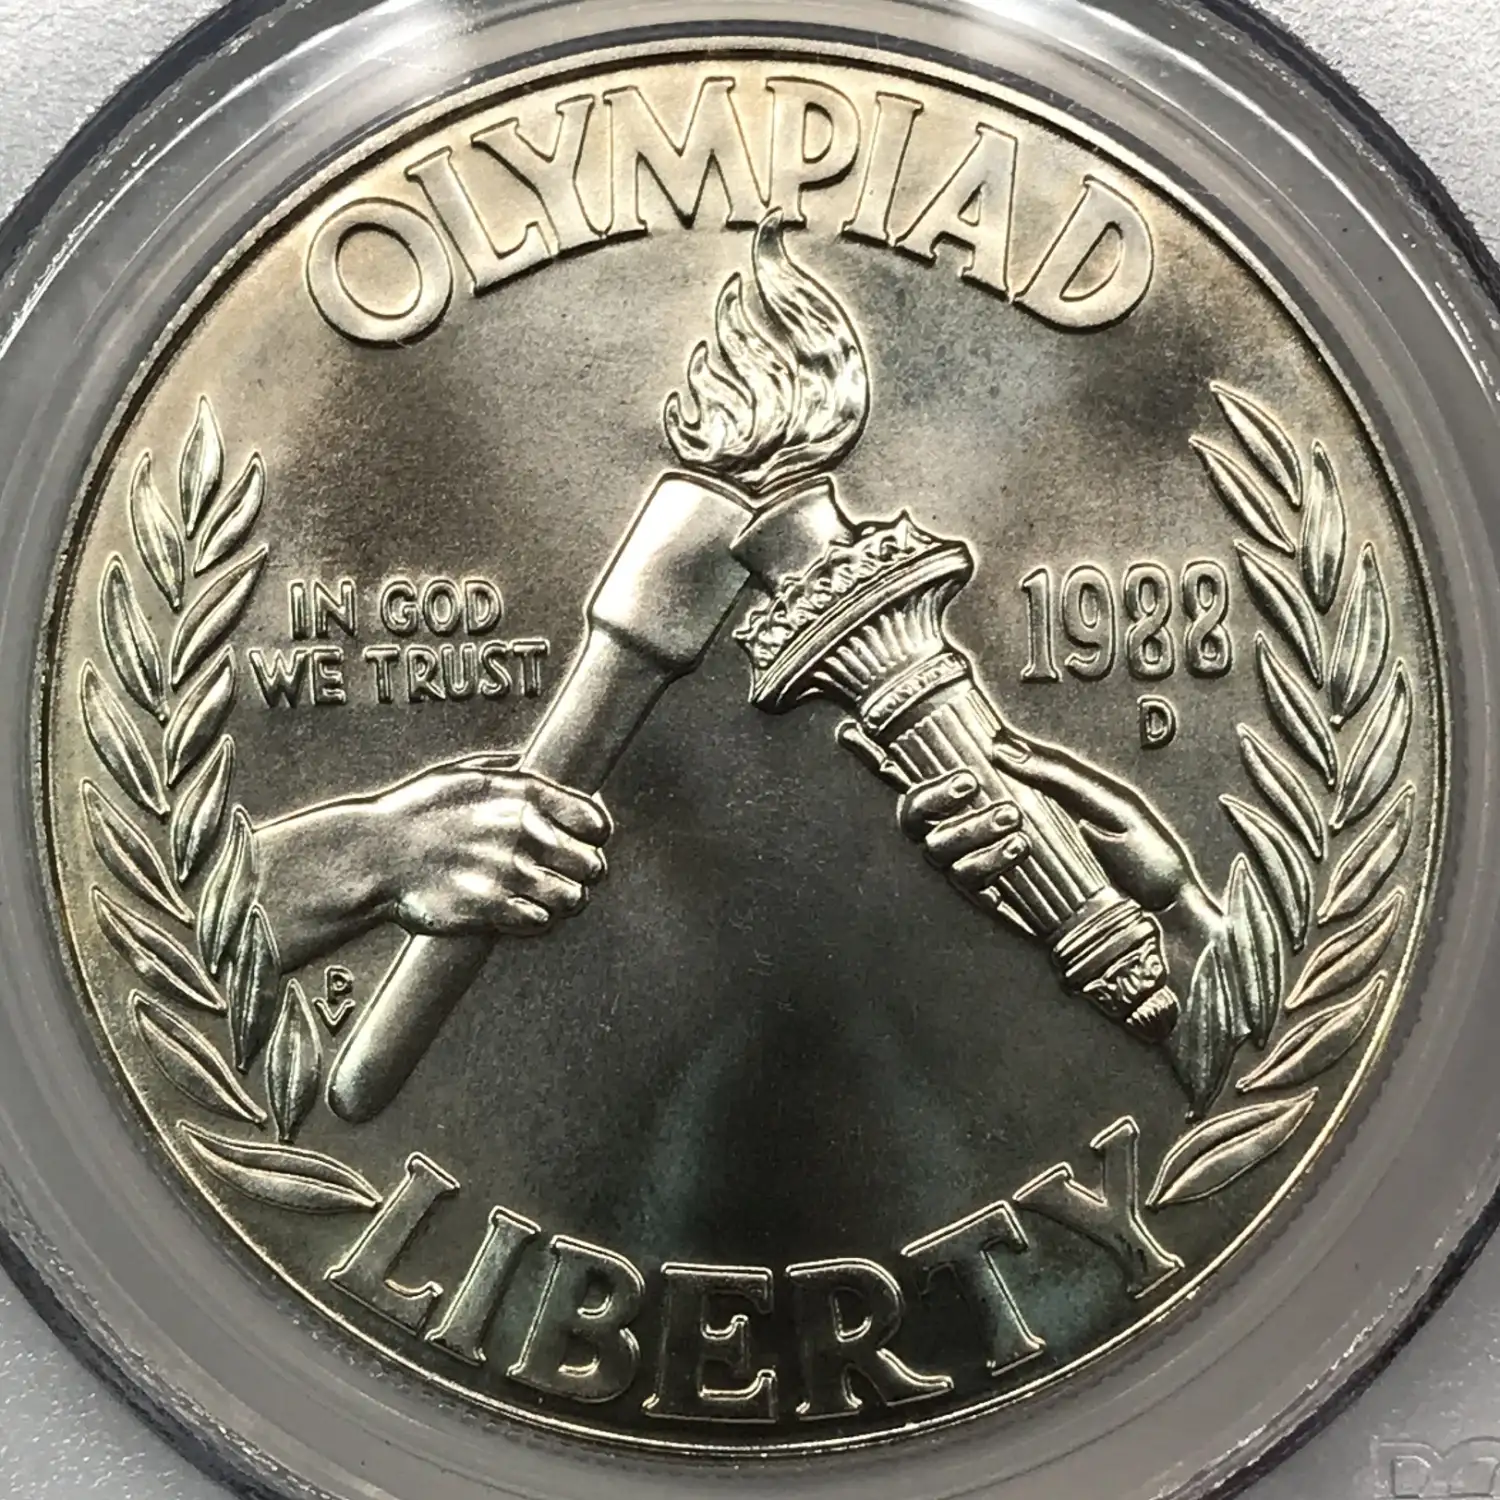 OLYMPIAD
IN GOD
WE TRUST
1988
D
P
V
LIBERTY